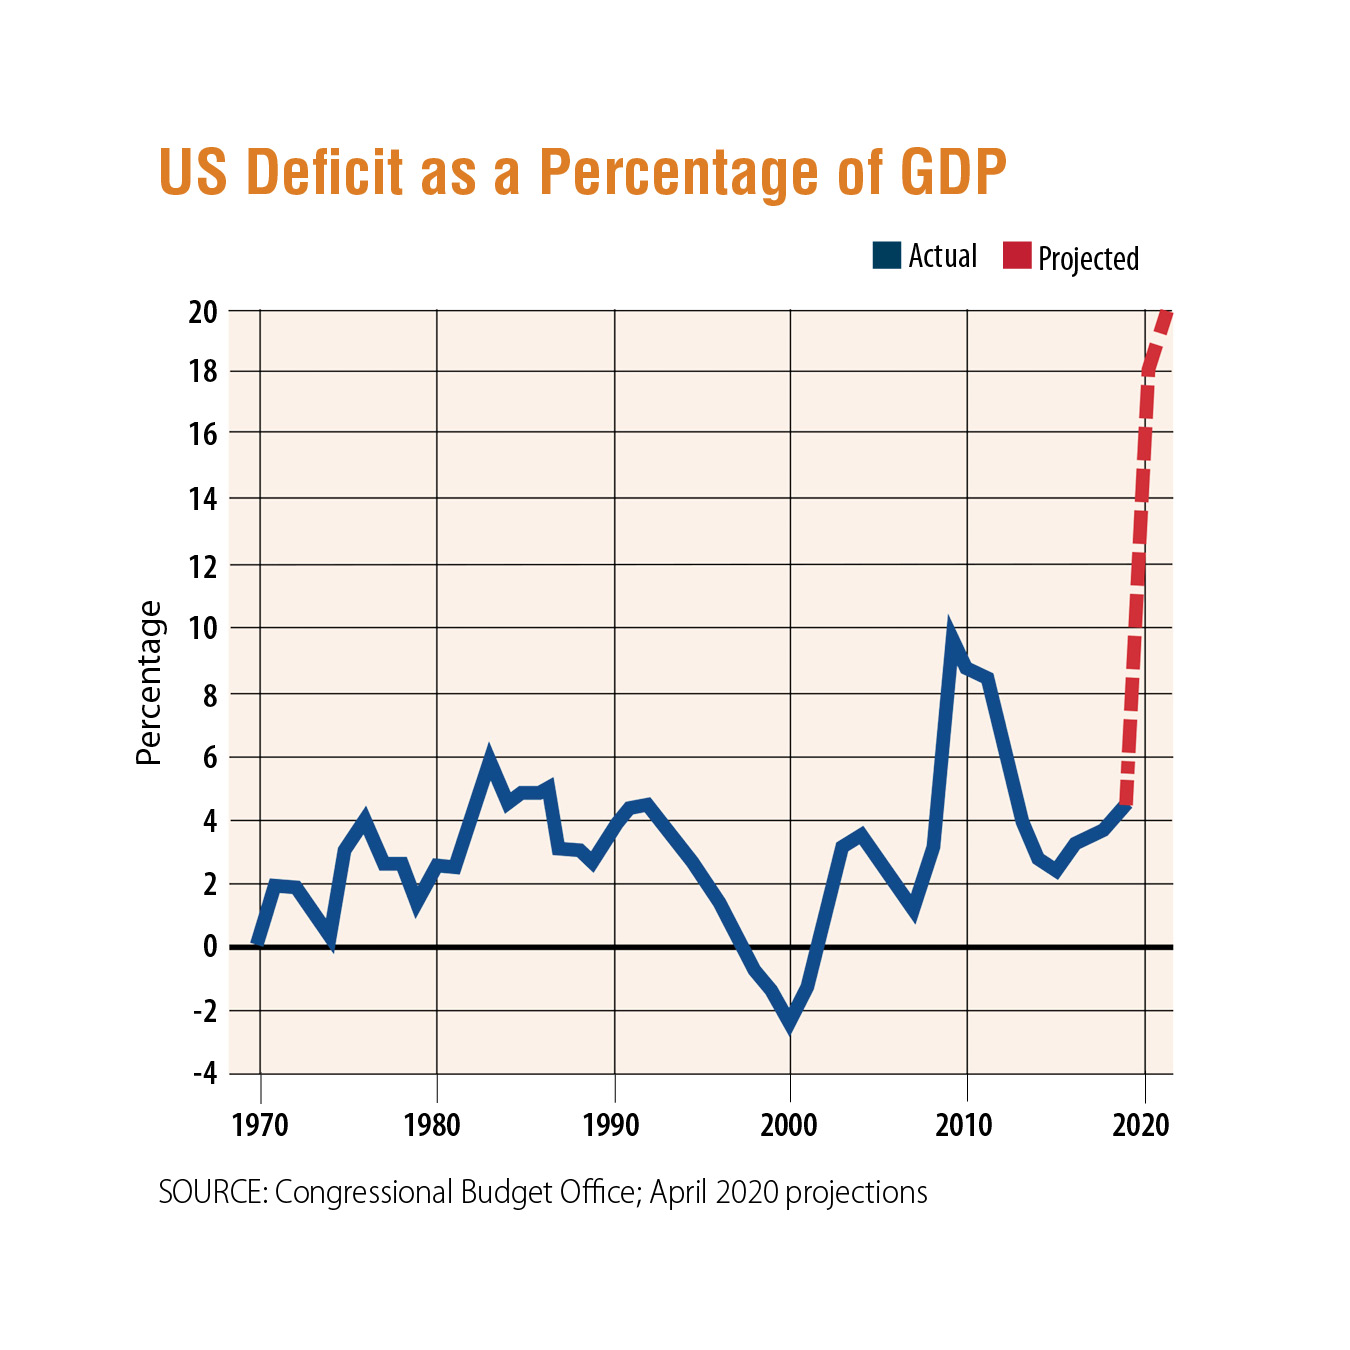 US Deficit as a Percentage of GDP
Actual
Projected
20
18
16
14
12
10
8
6
4
2
0
-2
-4
Percentage
1970 1980 1990 2000 2010 2020
SOURCE: Congressional Budget Office; April 2020 projections